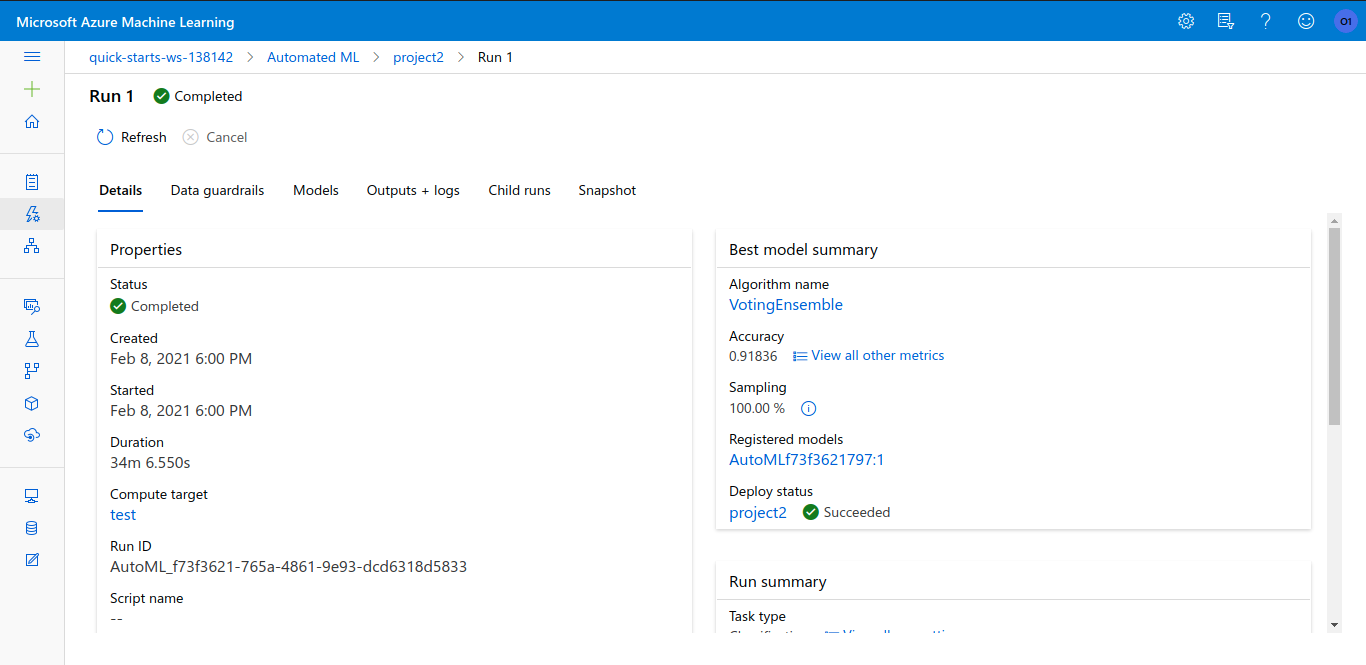 Microsoft Azure Machine Learning
O1
quick-starts-ws-138142 > Automated ML > project2 > Run 1
Run 1 Completed
Refresh Cancel
Details Data guardrails Models Outputs + logs Child runs Snapshot
Properties
Status
Completed
Created
Feb 8, 2021 6:00 PM
Started
Feb 8, 2021 6:00 PM
Duration
34m 6.550s
Compute target
test
Run ID
AutoML_f73f3621-765a-4861-9e93-dcd6318d5833
Script name
--
Best model summary
Algorithm name
VotingEnsemble
Accuracy
0.91836 View all other metrics
Sampling
100.00 %
Registered models
AutoMLf73f3621797:1
Deploy status
project2 Succeeded
Run summary
Task type